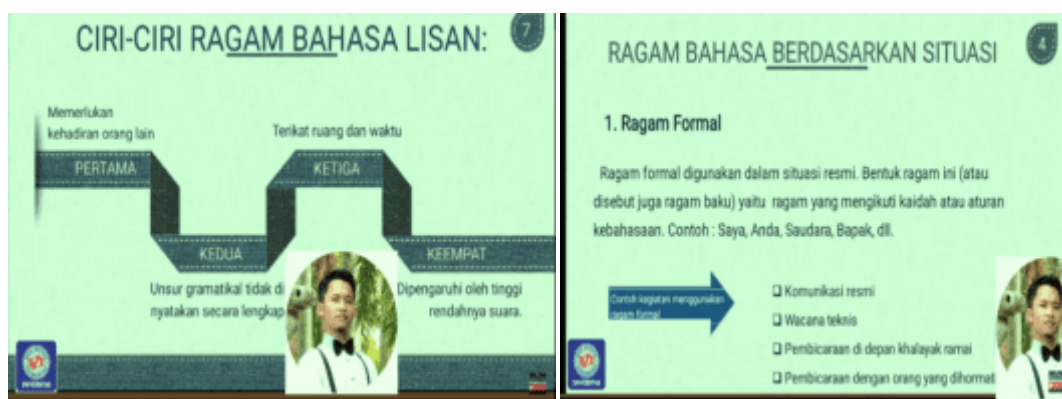 CIRI-CIRI RAGAM BAHASA LISAN:
7
Memerlukan
kehadiran orang lain
PERTAMA
Terikat ruang dan waktu
KETIGA
KEDUA
Unsur gramatikal tidak di
nyatakan secara lengkap
KEEMPAT
Dipengaruhi oleh tinggi
rendahnya suara.
RAGAM BAHASA BERDASARKAN SITUASI
4
1. Ragam Formal
Ragam formal digunakan dalam situasi resmi. Bentuk ragam ini (atau
disebut juga ragam baku) yaitu ragam yang mengikuti kaidah atau aturan
kebahasaan. Contoh : Saya, Anda, Saudara, Bapak, dll.
Contoh kegiatan menggunakan
ragam formal
Komunikasi resmi
Wacana teknis
Pembicaraan di depan khalayak ramai
Pembicaraan dengan orang yang dihormat